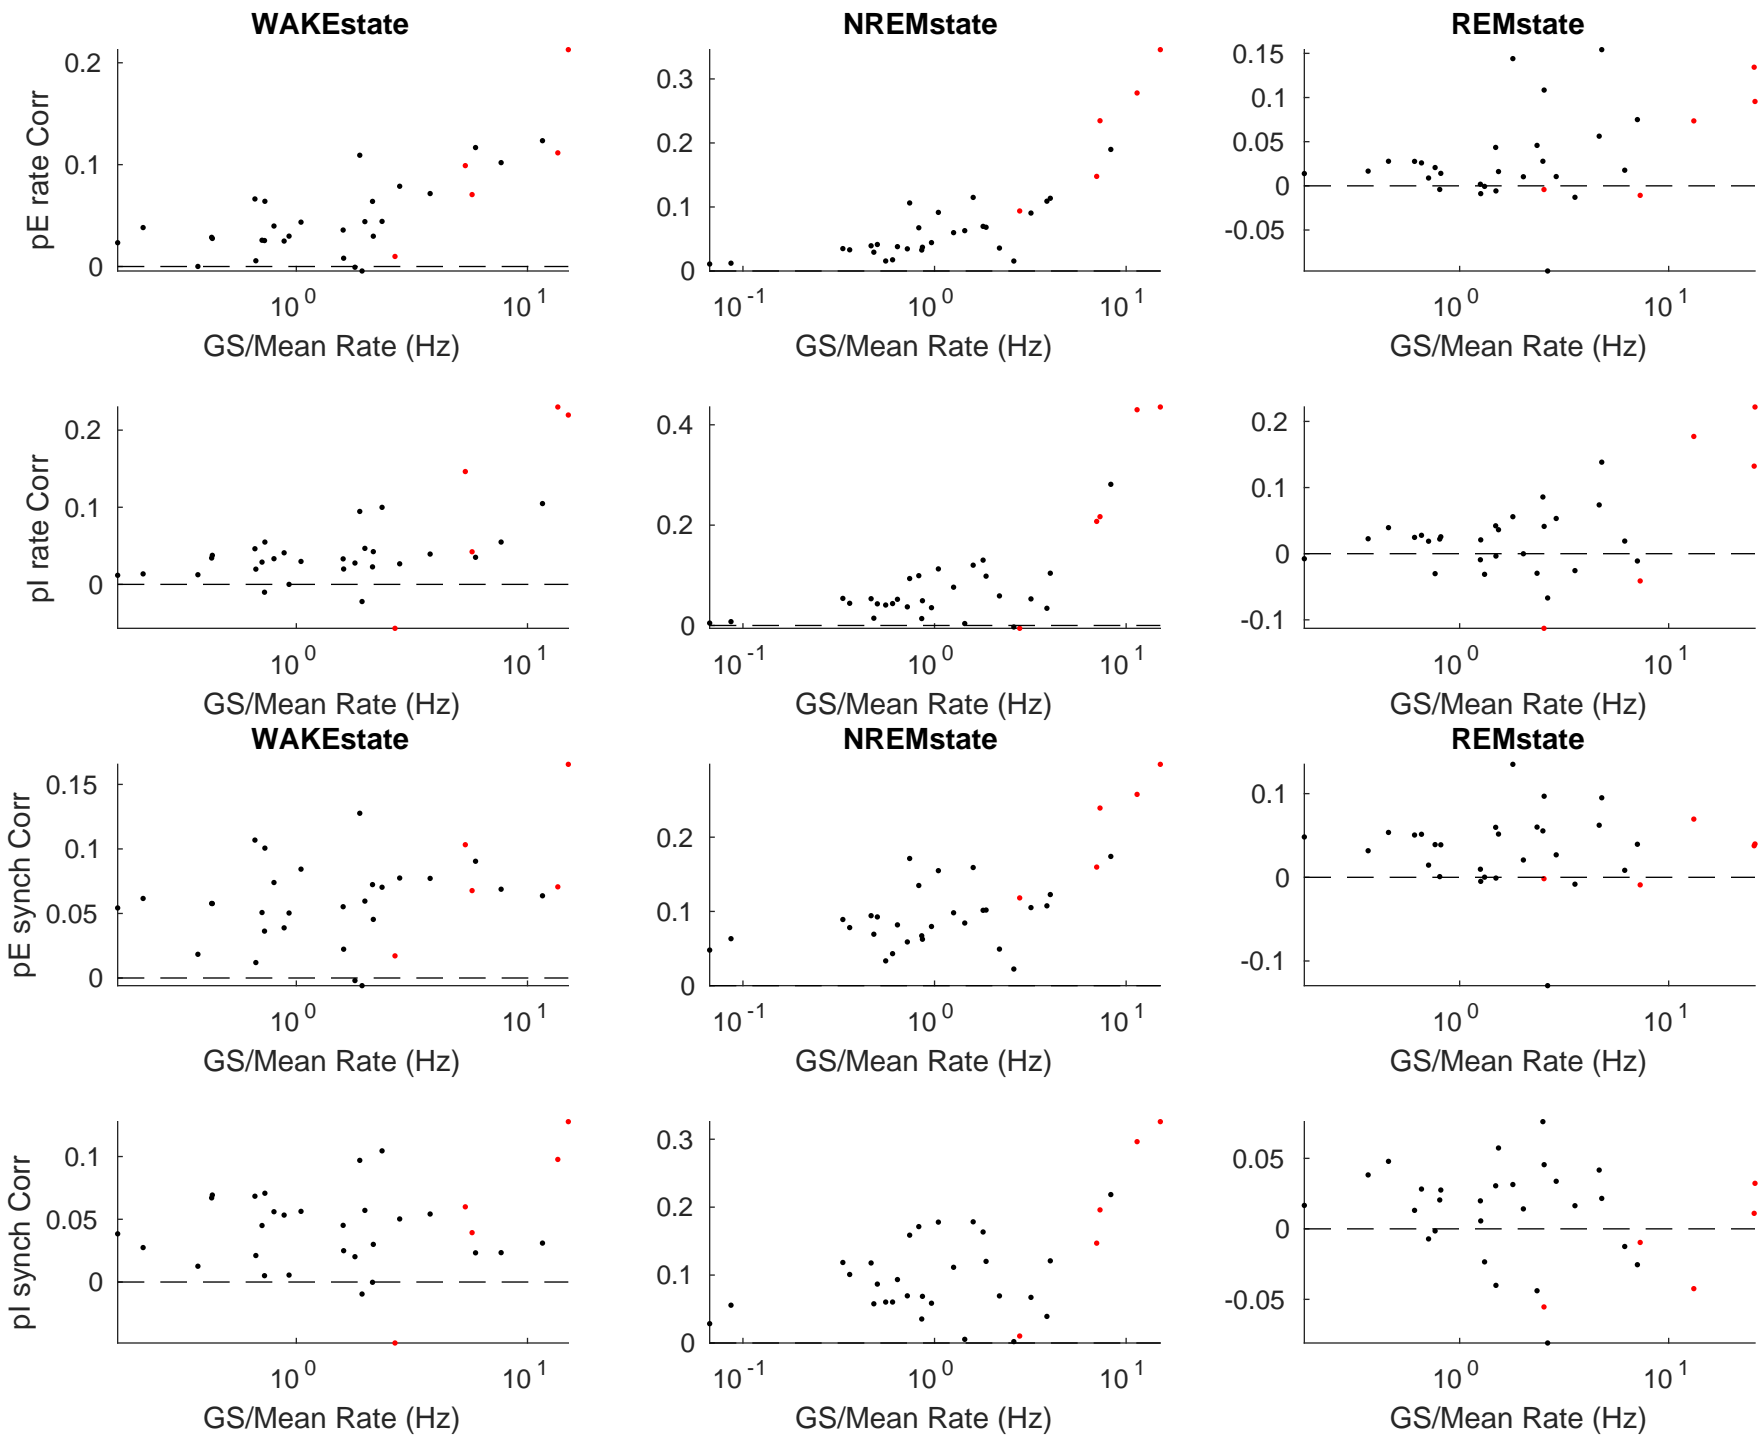 WAKEstate NREMstate REMstate
pE rate Corr
0.2
0.1
0
10^0 10^1
GS/Mean Rate (Hz)
0.3
0.2
0.1
0
10^-1 10^0 10^1
GS/Mean Rate (Hz)
0.15
0.1
0.05
0
-0.05
10^0 10^1
GS/Mean Rate (Hz)
pI rate Corr
0.2
0.1
0
10^0 10^1
GS/Mean Rate (Hz)
0.4
0.2
0
10^-1 10^0 10^1
GS/Mean Rate (Hz)
0.2
0.1
0
-0.1
10^0 10^1
GS/Mean Rate (Hz)
WAKEstate NREMstate REMstate
pE synch Corr
0.15
0.1
0.05
0
10^0 10^1
GS/Mean Rate (Hz)
0.2
0.1
0
10^-1 10^0 10^1
GS/Mean Rate (Hz)
0.1
0
-0.1
10^0 10^1
GS/Mean Rate (Hz)
pI synch Corr
0.1
0.05
0
10^0 10^1
GS/Mean Rate (Hz)
0.3
0.2
0.1
0
10^-1 10^0 10^1
GS/Mean Rate (Hz)
0.05
0
-0.05
10^0 10^1
GS/Mean Rate (Hz)